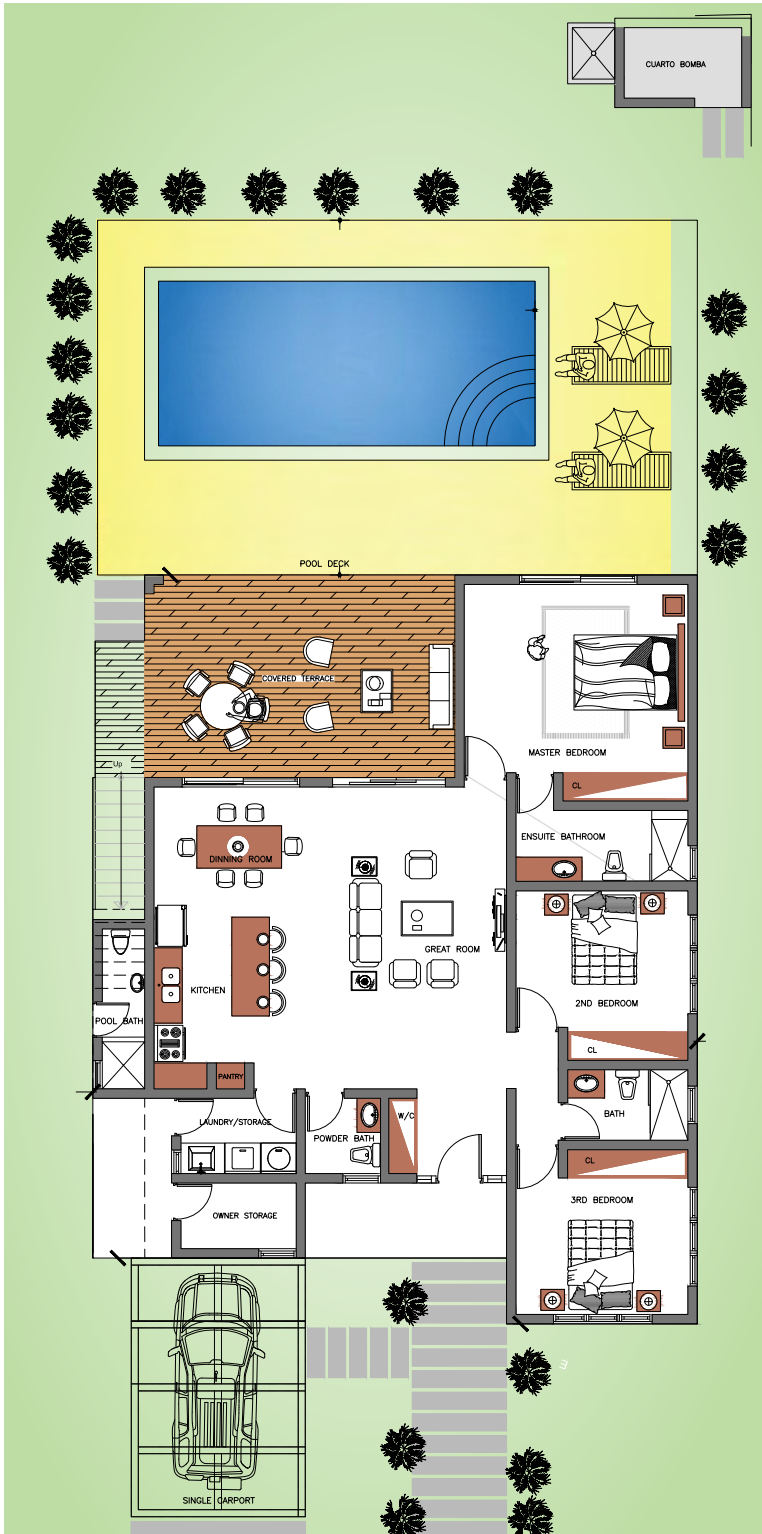 CUARTO BOMBA
POOL DECK
COVERED TERRACE
MASTER BEDROOM
Up
CL
ENSUITE BATHROOM
DINNING ROOM
GREAT ROOM
KITCHEN
2ND BEDROOM
POOL BATH
CL
PANTRY
W/C
BATH
LAUNDRY/STORAGE
POWDER BATH
CL
3RD BEDROOM
OWNER STORAGE
SINGLE CARPORT